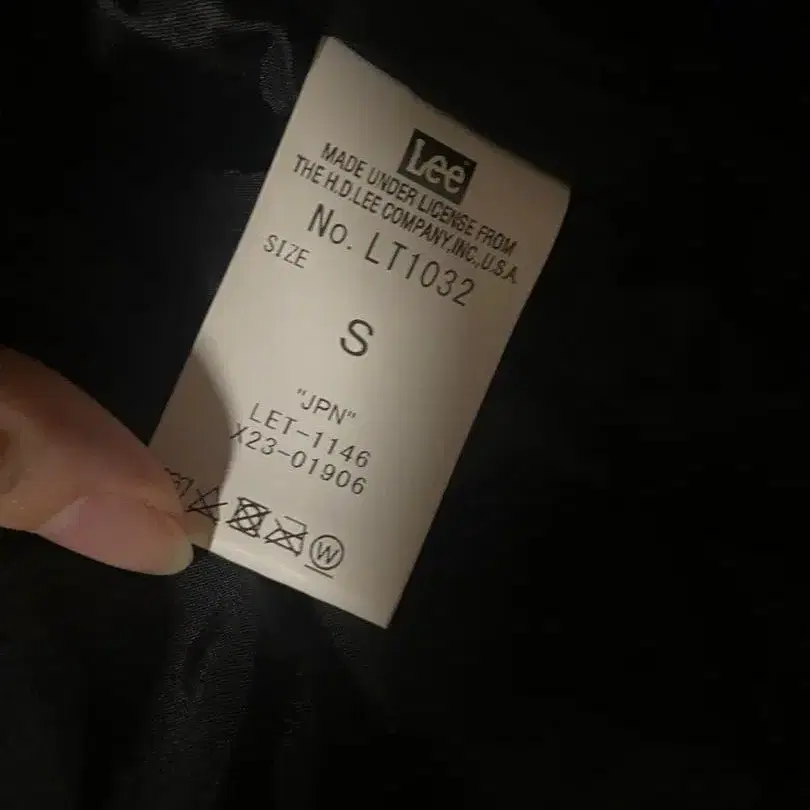 Lee
MADE UNDER LICENSE FROM
THE H.D.LEE COMPANY,INC.,U.S.A.
No. LT1032
SIZE
S
"JPN"
LET-1146
X23-01906
W